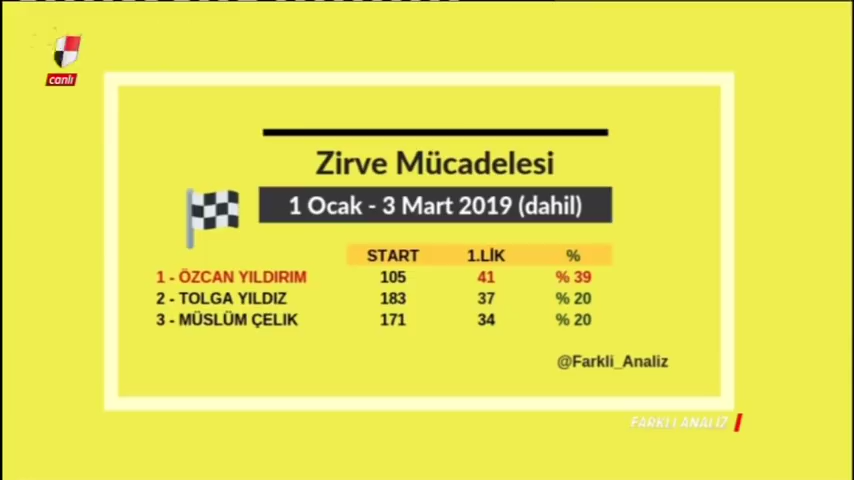 canlı
Zirve Mücadelesi
1 Ocak - 3 Mart 2019 (dahil)
START 1.LİK %
1 - ÖZCAN YILDIRIM 105 41 % 39
2 - TOLGA YILDIZ 183 37 % 20
3 - MÜSLÜM ÇELIK 171 34 % 20
@Farkli_Analiz
FARKLI ANALİZ